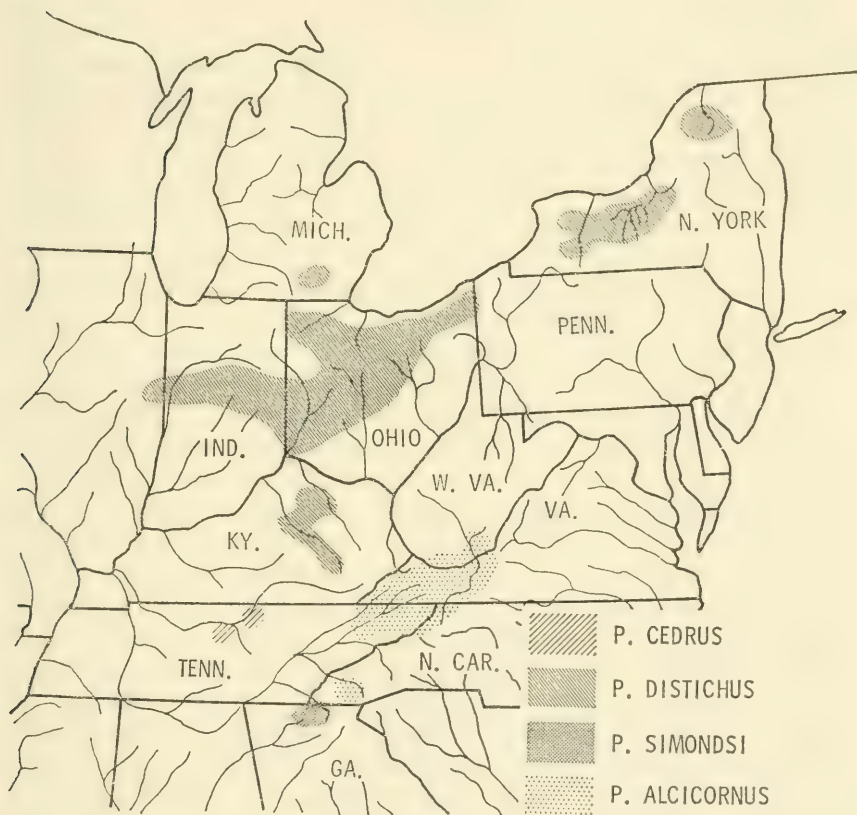 MICH.
N. YORK
PENN.
IND.
OHIO
W. VA.
VA.
KY.
TENN.
N. CAR.
GA.
P. CEDRUS
P. DISTICHUS
P. SIMONDSI
P. ALCICORNUS